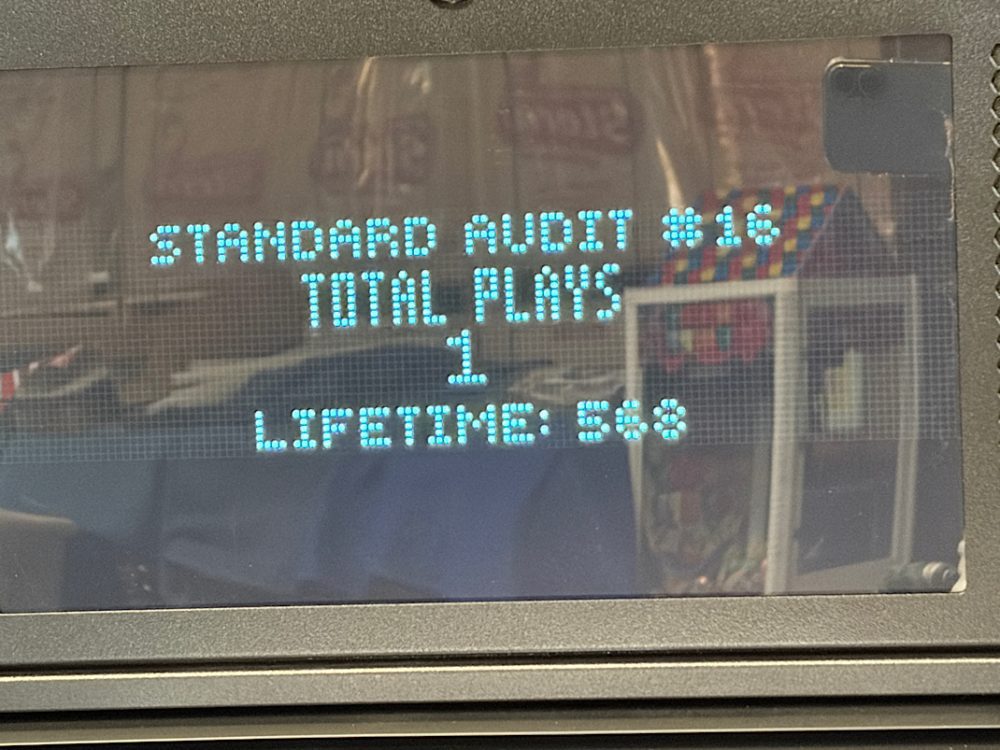 STANDARD AUDIT #16
TOTAL PLAYS
1
LIFETIME: 568